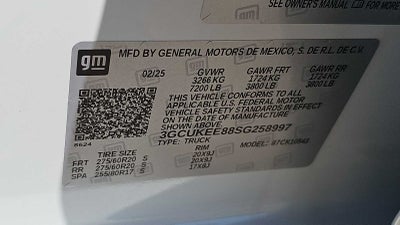 SEE OWNER'S MANUAL FOR MORE
gm
MFD BY GENERAL MOTORS DE MEXICO, S. DE R.L. DE C.V.
02/25 GVWR GAWR FRT GAWR RR
3266 KG 1724 KG 1724 KG
7200 LB 3800 LB 3800 LB
THIS VEHICLE CONFORMS TO ALL
APPLICABLE U.S. FEDERAL MOTOR
VEHICLE SAFETY STANDARDS IN
EFFECT ON THE DATE OF
MANUFACTURE SHOWN ABOVE.
3GCUKEE88SG258997
8624 TYPE: TRUCK MODEL:
TIRE SIZE RIM
FRT 275/60R20 S 20X9J
RR 275/60R20 S 20X9J
SPA 255/80R17 S 17X8J